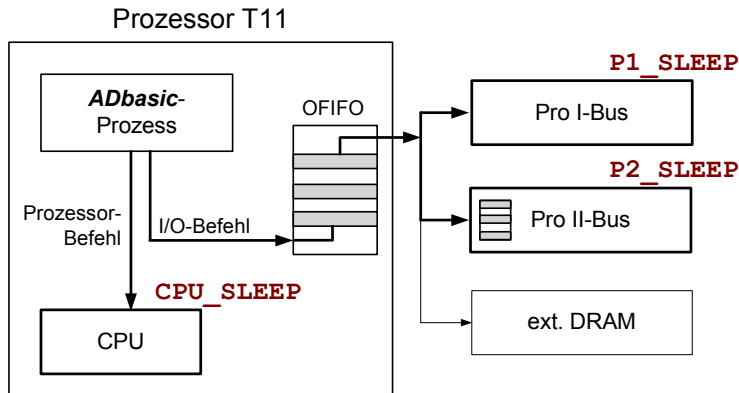 Prozessor T11
ADbasic-
Prozess
OFIFO
P1_SLEEP
Pro I-Bus
P2_SLEEP
Pro II-Bus
Prozessor-
Befehl
I/O-Befehl
CPU_SLEEP
CPU
ext. DRAM